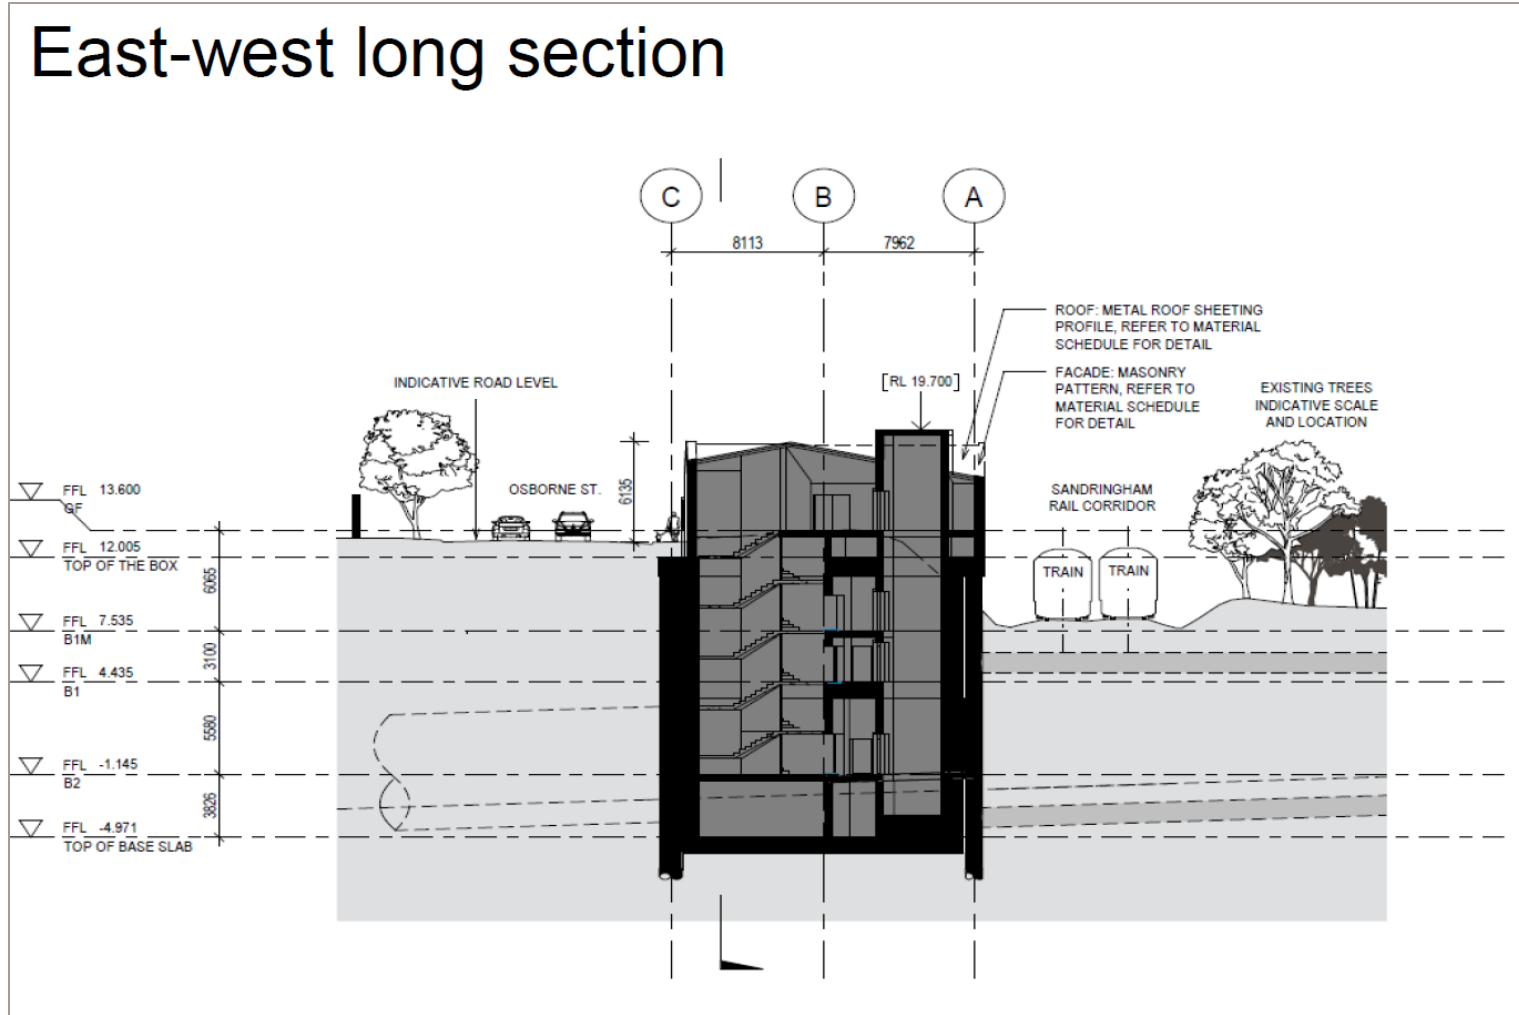 East-west long section
C
B
A
8113
7962
ROOF: METAL ROOF SHEETING
PROFILE, REFER TO MATERIAL
SCHEDULE FOR DETAIL
INDICATIVE ROAD LEVEL
[RL 19.700]
FACADE: MASONRY
PATTERN, REFER TO
MATERIAL SCHEDULE
FOR DETAIL
EXISTING TREES
INDICATIVE SCALE
AND LOCATION
6135
FFL 13.600
GF
OSBORNE ST.
SANDRINGHAM
RAIL CORRIDOR
FFL 12.005
TOP OF THE BOX
6065
TRAIN
TRAIN
FFL 7.535
B1M
3100
FFL 4.435
B1
5580
FFL -1.145
B2
3826
FFL -4.971
TOP OF BASE SLAB